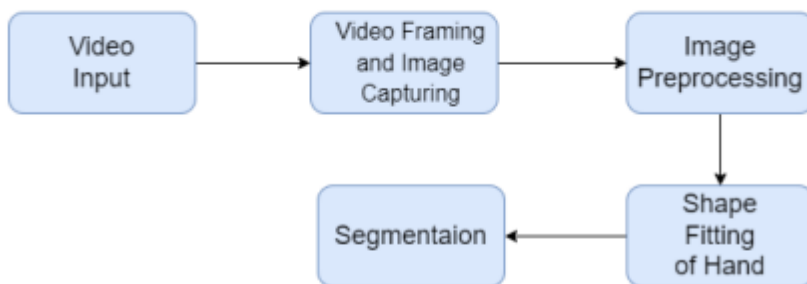 Video
Input
Video Framing
and Image
Capturing
Image
Preprocessing
Shape
Fitting
of Hand
Segmentaion